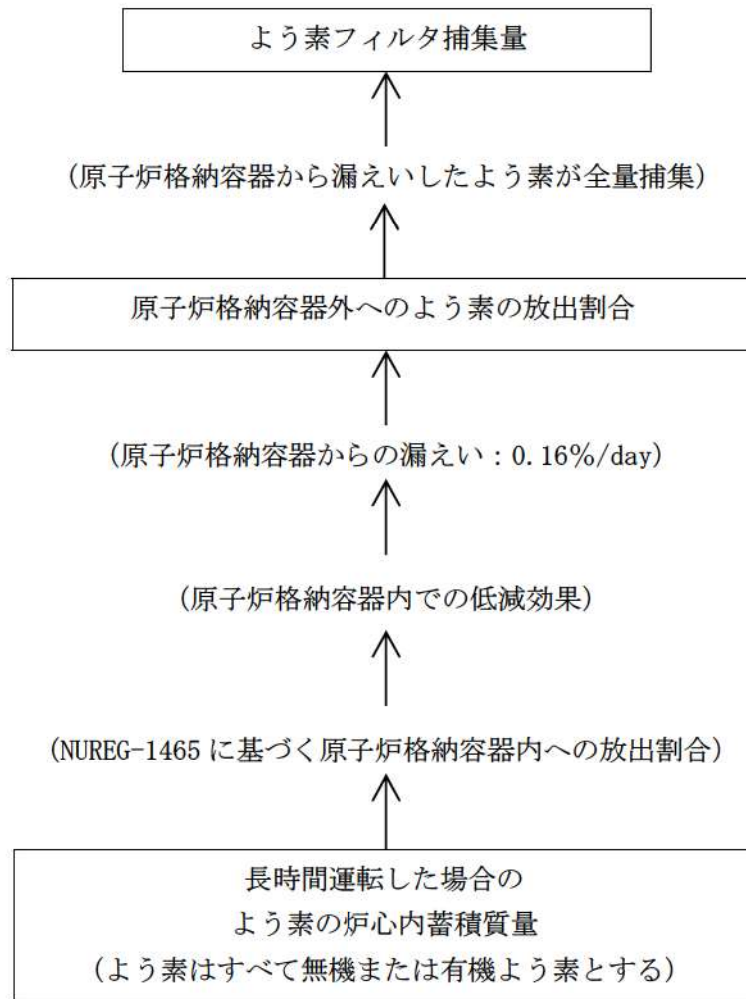 よう素フィルタ捕集量
(原子炉格納容器から漏えいしたよう素が全量捕集)
原子炉格納容器外へのよう素の放出割合
(原子炉格納容器からの漏えい：0.16%/day)
(原子炉格納容器内での低減効果)
(NUREG-1465 に基づく原子炉格納容器内への放出割合)
長時間運転した場合の
よう素の炉心内蓄積質量
(よう素はすべて無機または有機よう素とする)